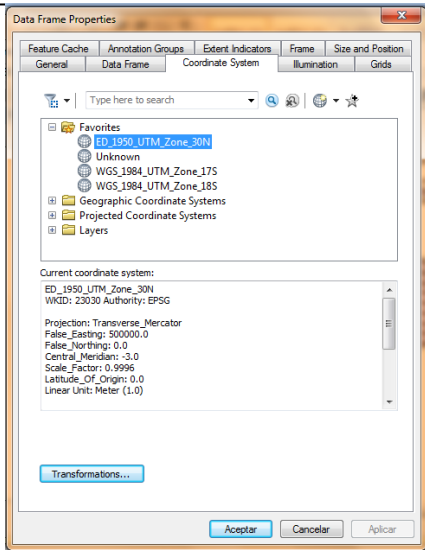 Data Frame Properties
Feature Cache Annotation Groups Extent Indicators Frame Size and Position
General Data Frame Coordinate System Illumination Grids
Type here to search
Favorites
ED_1950_UTM_Zone_30N
Unknown
WGS_1984_UTM_Zone_17S
WGS_1984_UTM_Zone_18S
Geographic Coordinate Systems
Projected Coordinate Systems
Layers
Current coordinate system:
ED_1950_UTM_Zone_30N
WKID: 23030 Authority: EPSG
Projection: Transverse_Mercator
False_Easting: 500000.0
False_Northing: 0.0
Central_Meridian: -3.0
Scale_Factor: 0.9996
Latitude_Of_Origin: 0.0
Linear Unit: Meter (1.0)
Transformations...
Aceptar Cancelar Aplicar